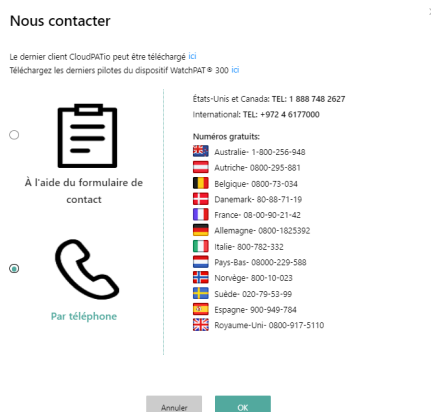 Nous contacter
Le dernier client CloudPATio peut être téléchargé ici
Téléchargez les derniers pilotes du dispositif WatchPAT® 300 ici
À l'aide du formulaire de
contact
Par téléphone
États-Unis et Canada: TEL: 1 888 748 2627
International: TEL: +972 4 6177000
Numéros gratuits:
Australie- 1-800-256-948
Autriche- 0800-295-881
Belgique- 0800-73-034
Danemark- 80-88-71-19
France- 08-00-90-21-42
Allemagne- 0800-1825392
Italie- 800-782-332
Pays-Bas- 08000-229-588
Norvège- 800-10-023
Suède- 020-79-53-99
Espagne- 900-949-784
Royaume-Uni- 0800-917-5110
Annuler
OK